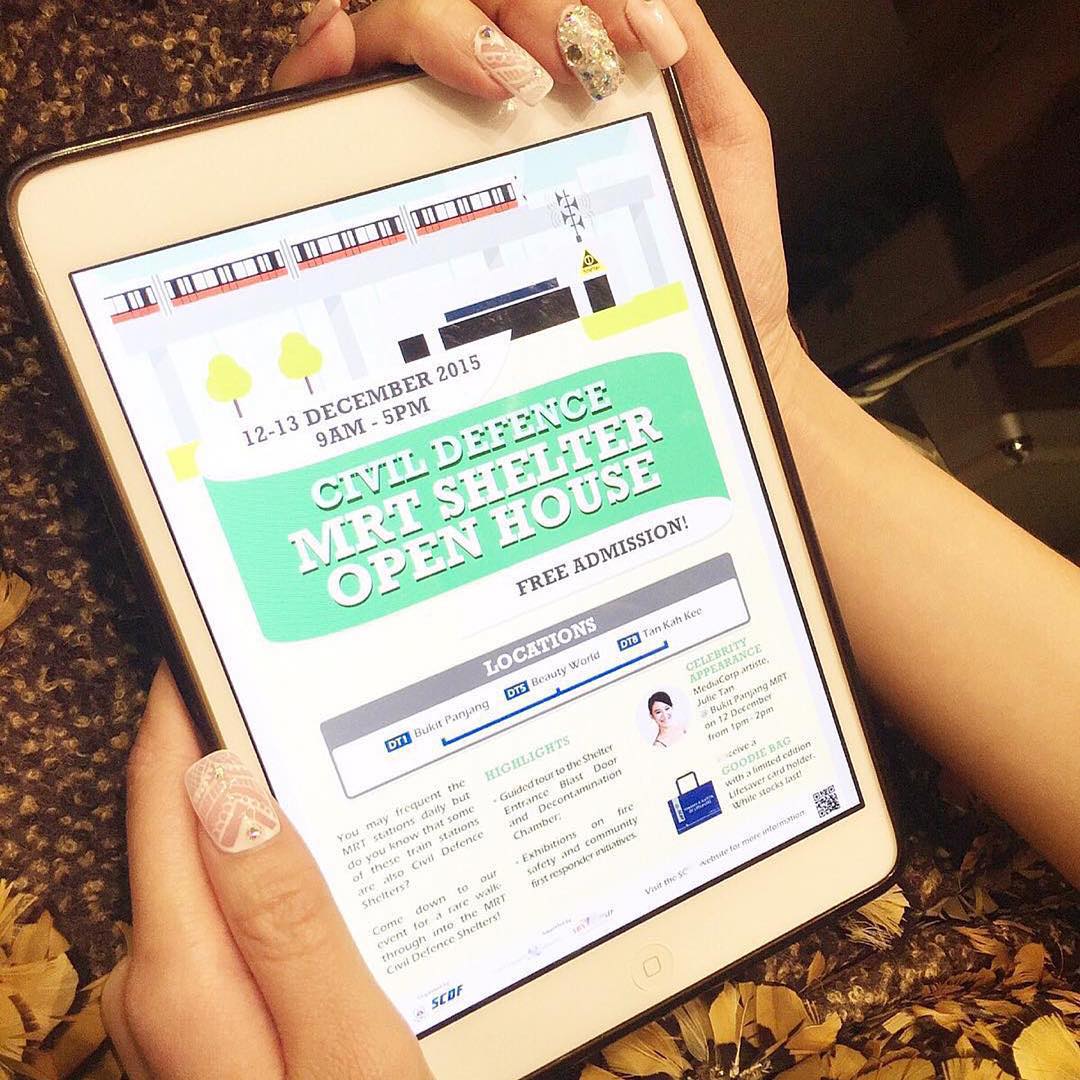 12-13 DECEMBER 2015
9AM - 5PM
CIVIL DEFENCE
MRT SHELTER
OPEN HOUSE
FREE ADMISSION!
LOCATIONS
DT1 Bukit Panjang
DT5 Beauty World
DT8 Tan Kah Kee
You may frequent the
MRT stations daily but
do you know that some
of these train stations
are also Civil Defence
Shelters?
Come down to our
event for a rare walk-
through into the MRT
Civil Defence Shelters!
HIGHLIGHTS
• Guided tour to the Shelter
Entrance Blast Door
and Decontamination
Chamber.
• Exhibitions on fire
safety and community
first responder initiatives.
CELEBRITY
APPEARANCE
MediaCorp artiste,
Julie Tan
@ Bukit Panjang MRT
on 12 December
from 1pm - 2pm
Receive a
GOODIE BAG
with a limited edition
Lifesaver card holder.
While stocks last!
Visit the website for more information.
Organised by
SCDF
Supported by